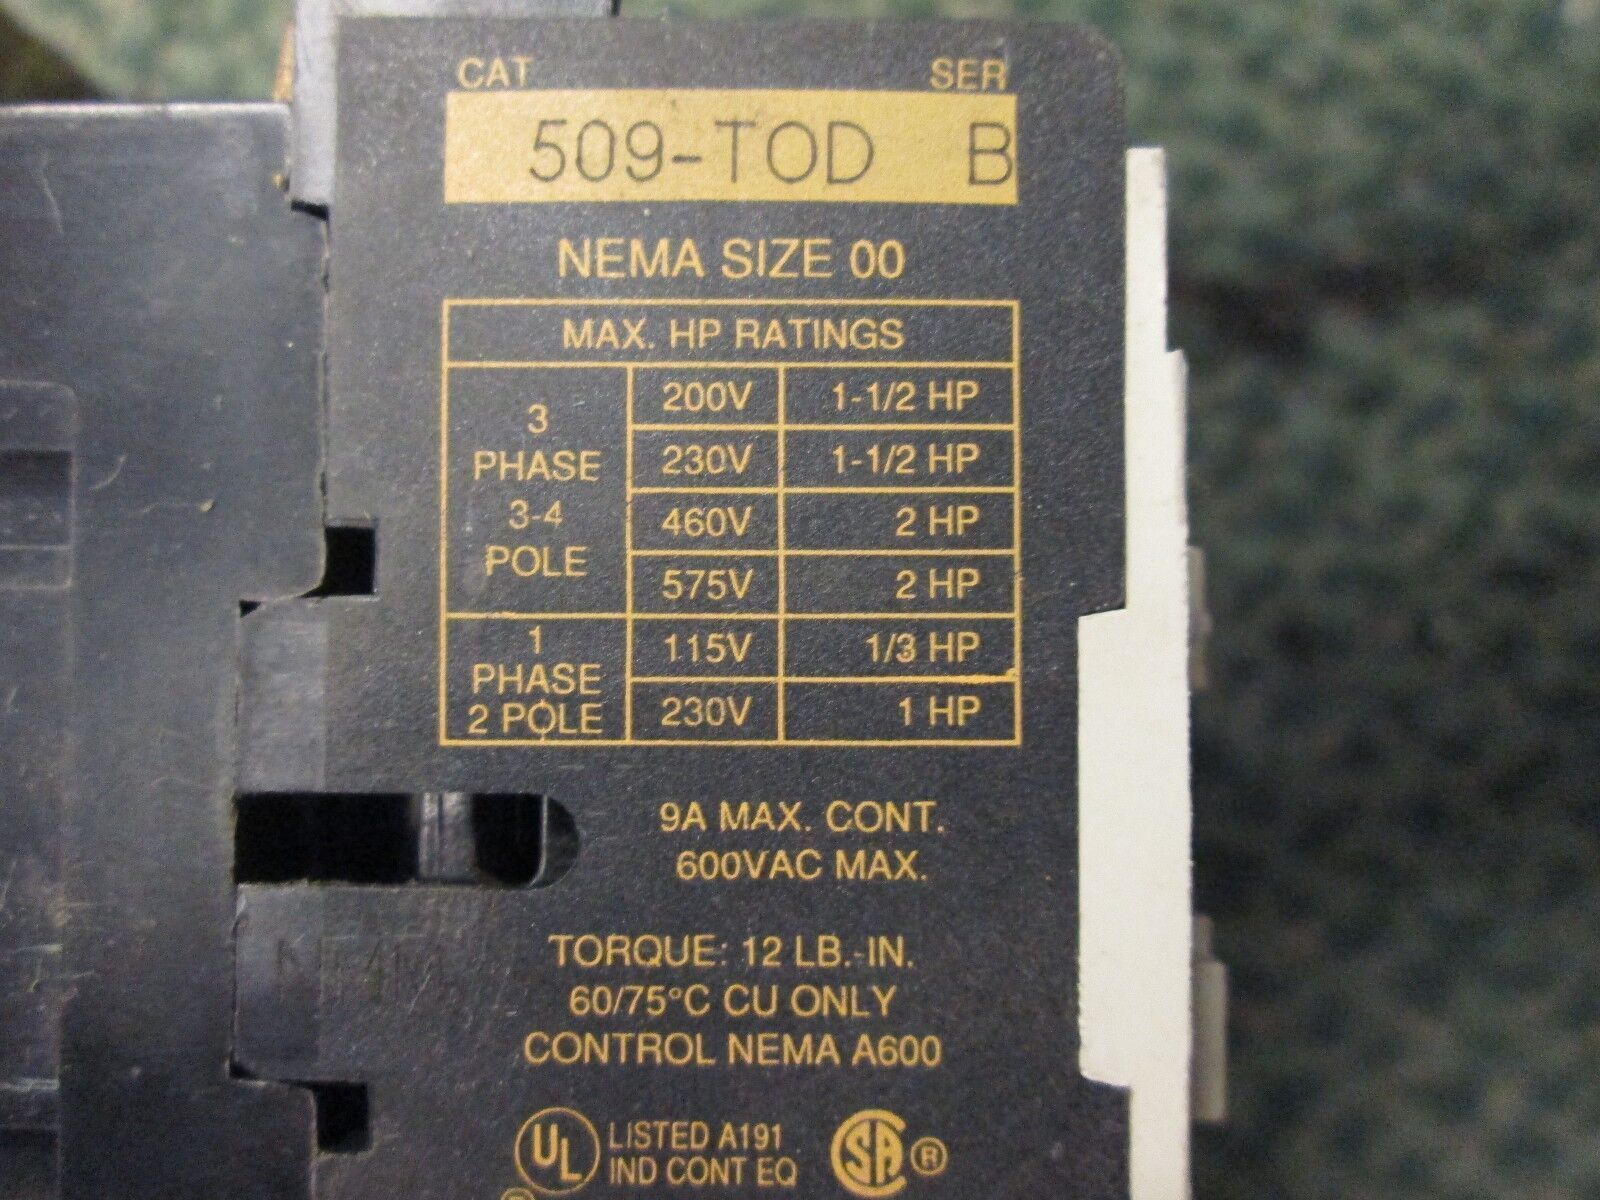 CAT SER
509-TOD B
NEMA SIZE 00
MAX. HP RATINGS
3 PHASE 3-4 POLE
200V 1-1/2 HP
230V 1-1/2 HP
460V 2 HP
575V 2 HP
1 PHASE 2 POLE
115V 1/3 HP
230V 1 HP
9A MAX. CONT.
600VAC MAX.
TORQUE: 12 LB.-IN.
60/75°C CU ONLY
CONTROL NEMA A600
UL LISTED A191 SA ®
IND CONT EQ
®